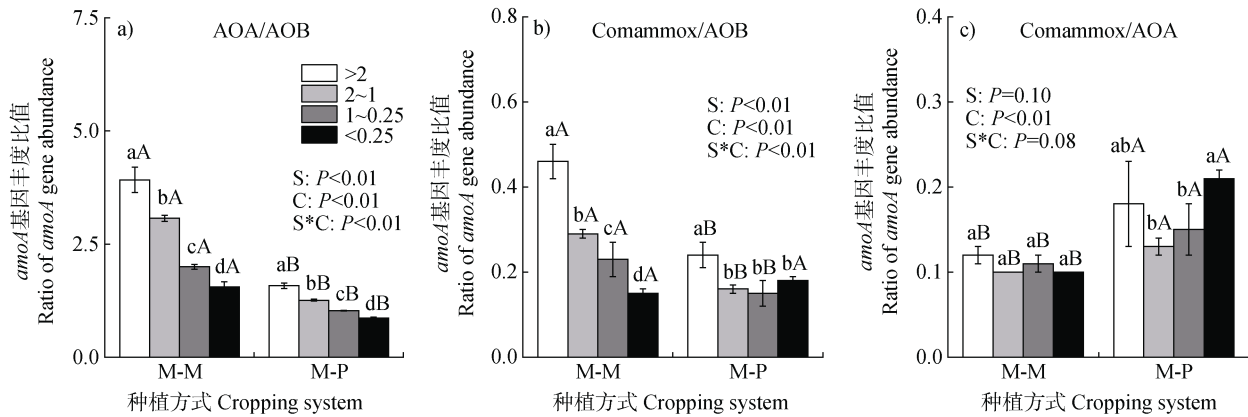 a)
AOA/AOB
>2
2~1
1~0.25
<0.25
S: P<0.01
C: P<0.01
S*C: P<0.01
7.5
5.0
2.5
0.0
aA
bA
cA
dA
aB
bB
cB
dB
M-M
M-P
amoA基因丰度比值
Ratio of amoA gene abundance
种植方式 Cropping system
b)
Comammox/AOB
S: P<0.01
C: P<0.01
S*C: P<0.01
0.8
0.6
0.4
0.2
0.0
aA
bA
cA
dA
aB
bB
bB
bA
M-M
M-P
amoA基因丰度比值
Ratio of amoA gene abundance
种植方式 Cropping system
c)
Comammox/AOA
S: P=0.10
C: P<0.01
S*C: P=0.08
0.4
0.3
0.2
0.1
0.0
aB
aB
aB
aB
abA
bA
bA
aA
M-M
M-P
amoA基因丰度比值
Ratio of amoA gene abundance
种植方式 Cropping system